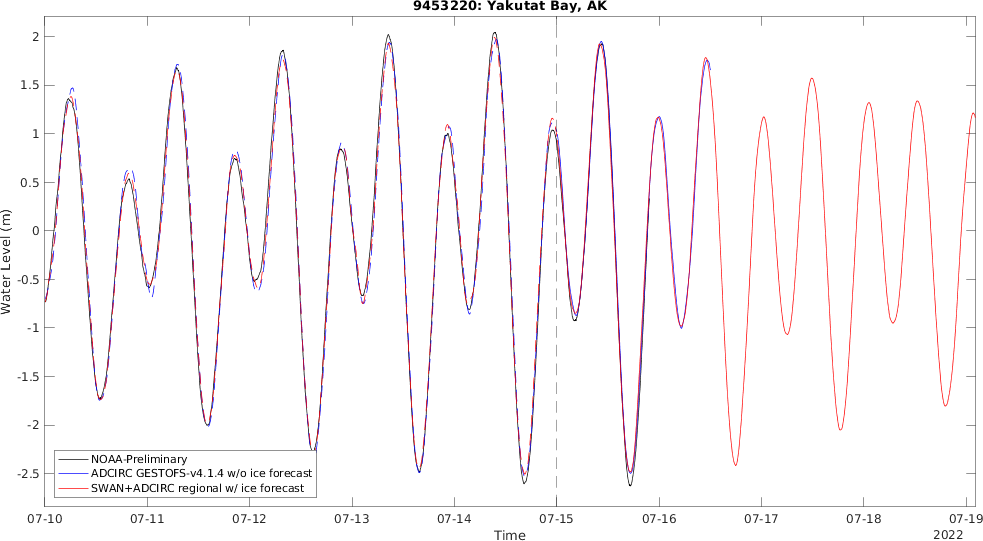 9453220: Yakutat Bay, AK
Water Level (m)
2
1.5
1
0.5
0
-0.5
-1
-1.5
-2
-2.5
NOAA-Preliminary
ADCIRC GESTOFS-v4.1.4 w/o ice forecast
SWAN+ADCIRC regional w/ ice forecast
07-10 07-11 07-12 07-13 07-14 07-15 07-16 07-17 07-18 07-19
Time
2022